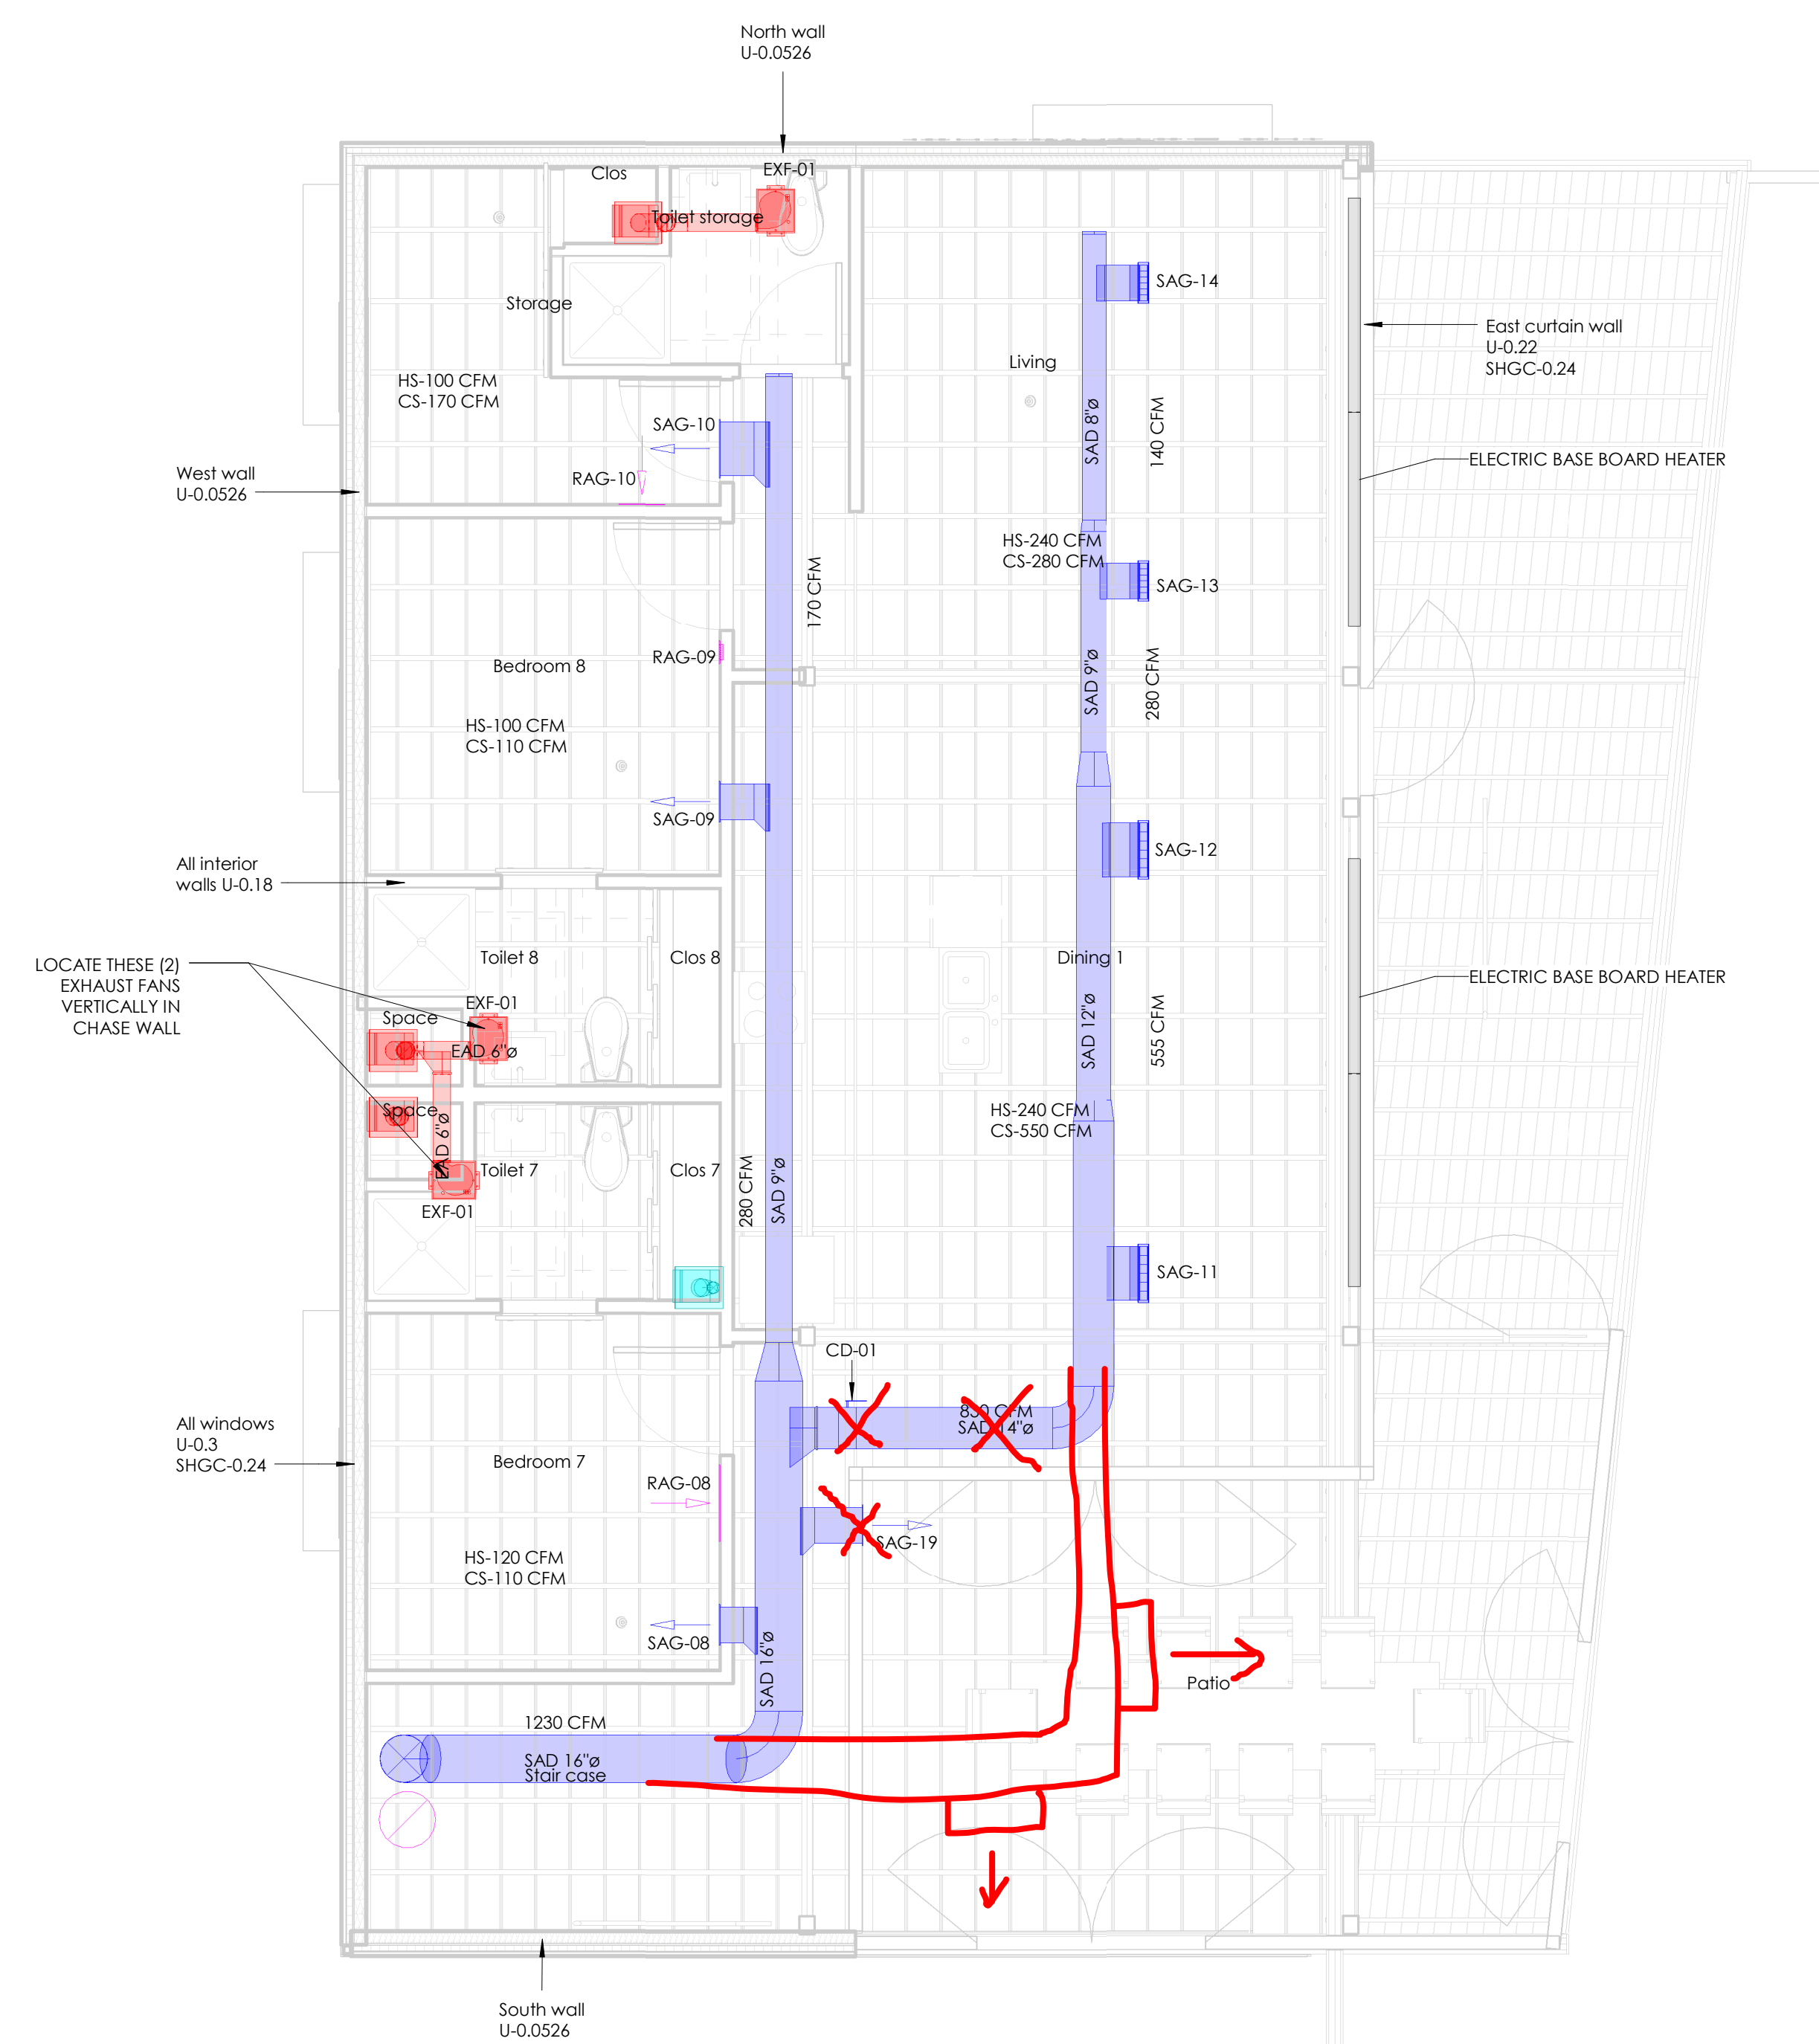 North wall
U-0.0526
Clos
EXF-01
Toilet storage
Storage
SAG-14
Living
East curtain wall
U-0.22
SHGC-0.24
HS-100 CFM
CS-170 CFM
SAG-10
SAD 8"ø
140 CFM
West wall
U-0.0526
RAG-10
ELECTRIC BASE BOARD HEATER
HS-240 CFM
CS-280 CFM
170 CFM
SAG-13
RAG-09
Bedroom 8
SAD 9"ø
280 CFM
HS-100 CFM
CS-110 CFM
SAG-09
SAG-12
All interior
walls U-0.18
LOCATE THESE (2)
EXHAUST FANS
VERTICALLY IN
CHASE WALL
Toilet 8
Clos 8
Dining 1
ELECTRIC BASE BOARD HEATER
EXF-01
Space
EAD 6"ø
SAD 12"ø
555 CFM
Space
EAD 6"ø
HS-240 CFM
CS-550 CFM
Toilet 7
Clos 7
280 CFM
SAD 9"ø
EXF-01
SAG-11
CD-01
830 CFM
SAD 14"ø
All windows
U-0.3
SHGC-0.24
Bedroom 7
RAG-08
SAG-19
HS-120 CFM
CS-110 CFM
SAG-08
SAD 16"ø
Patio
1230 CFM
SAD 16"ø
Stair case
South wall
U-0.0526